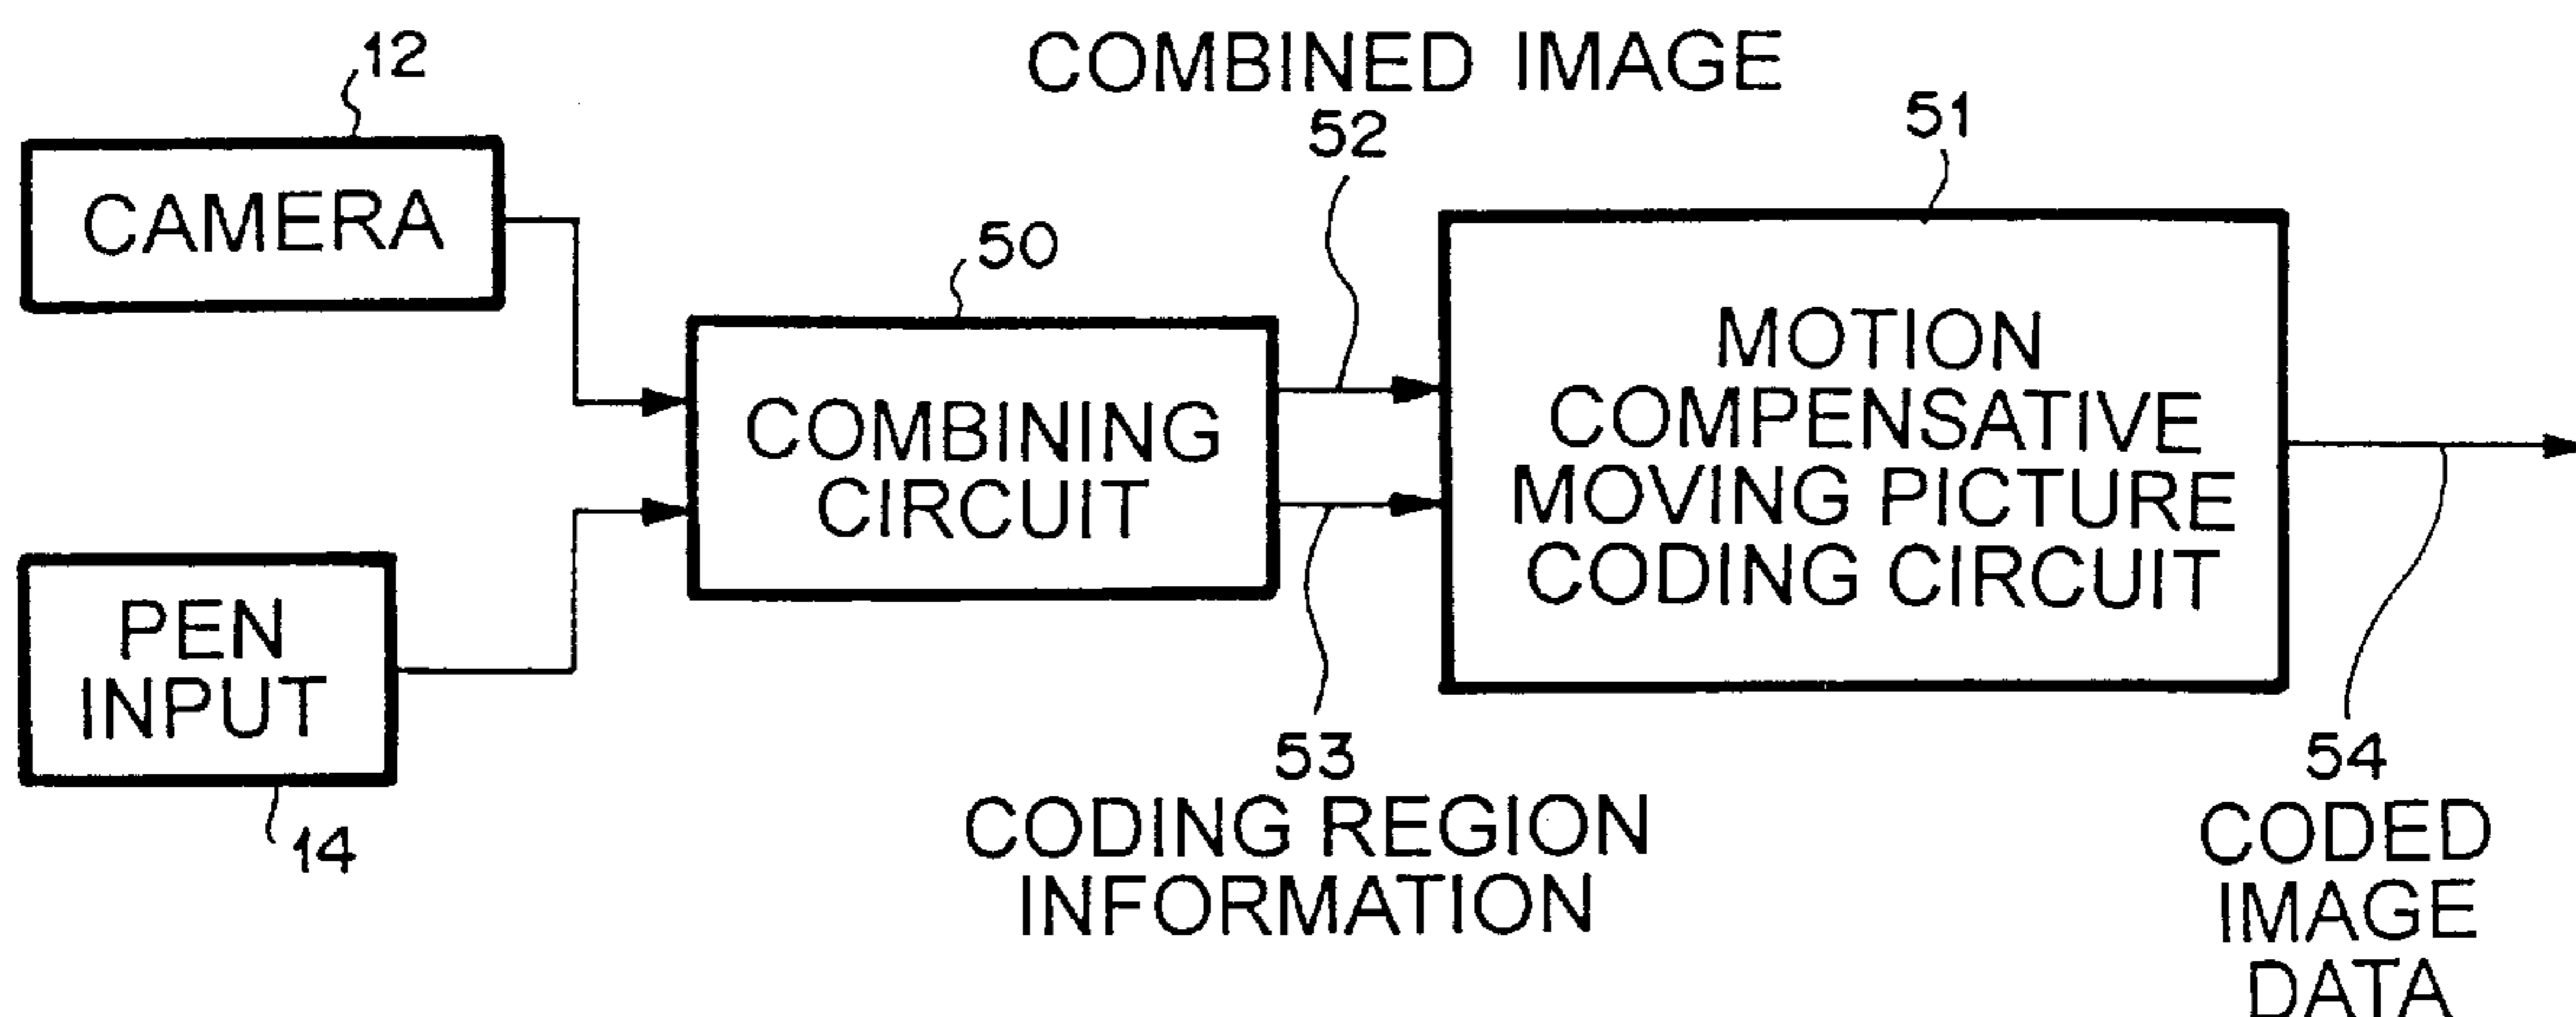 12
CAMERA
COMBINED IMAGE
52
51
50
COMBINING
CIRCUIT
MOTION
COMPENSATIVE
MOVING PICTURE
CODING CIRCUIT
PEN
INPUT
14
53
CODING REGION
INFORMATION
54
CODED
IMAGE
DATA